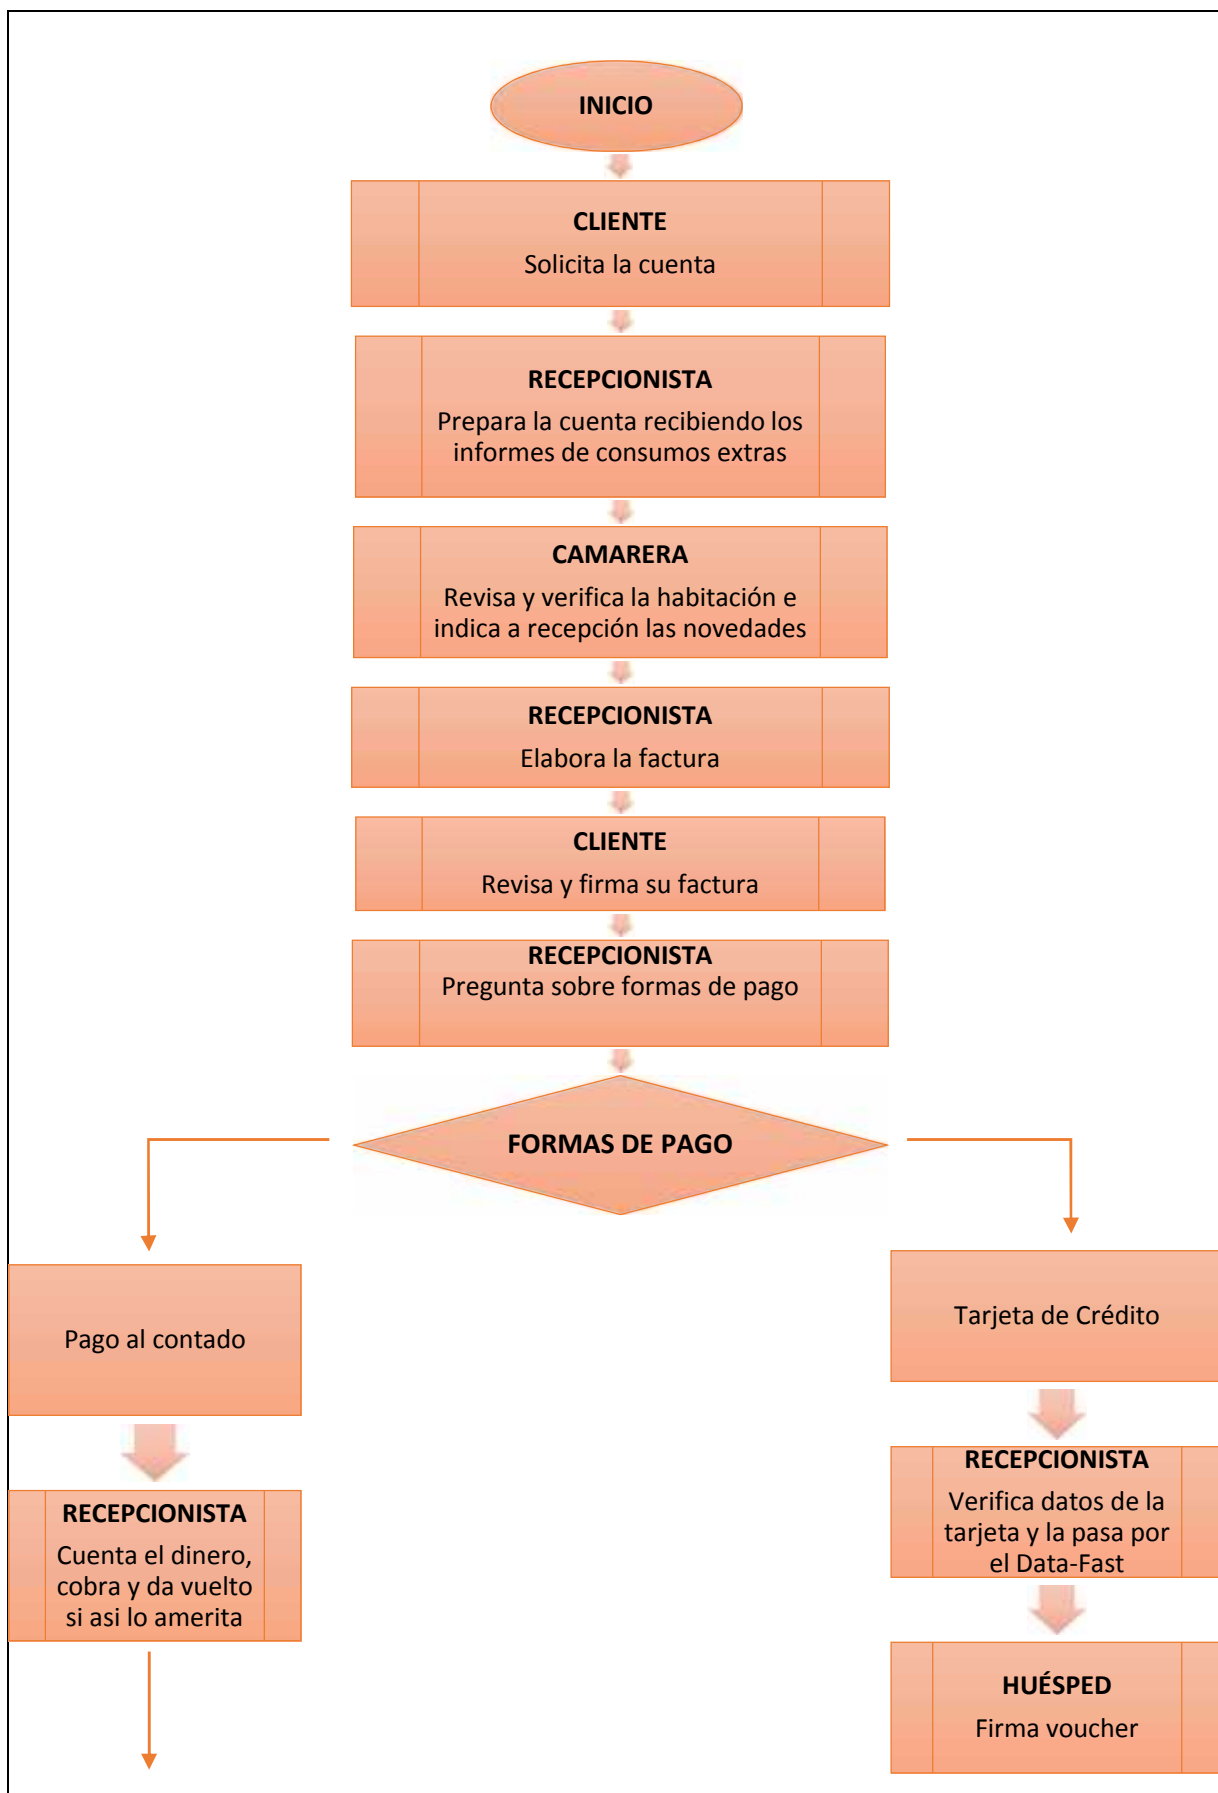 INICIO
CLIENTE
Solicita la cuenta
RECEPCIONISTA
Prepara la cuenta recibiendo los
informes de consumos extras
CAMARERA
Revisa y verifica la habitación e
indica a recepción las novedades
RECEPCIONISTA
Elabora la factura
CLIENTE
Revisa y firma su factura
RECEPCIONISTA
Pregunta sobre formas de pago
FORMAS DE PAGO
Pago al contado
RECEPCIONISTA
Cuenta el dinero,
cobra y da vuelto
si asi lo amerita
Tarjeta de Crédito
RECEPCIONISTA
Verifica datos de la
tarjeta y la pasa por
el Data-Fast
HUÉSPED
Firma voucher